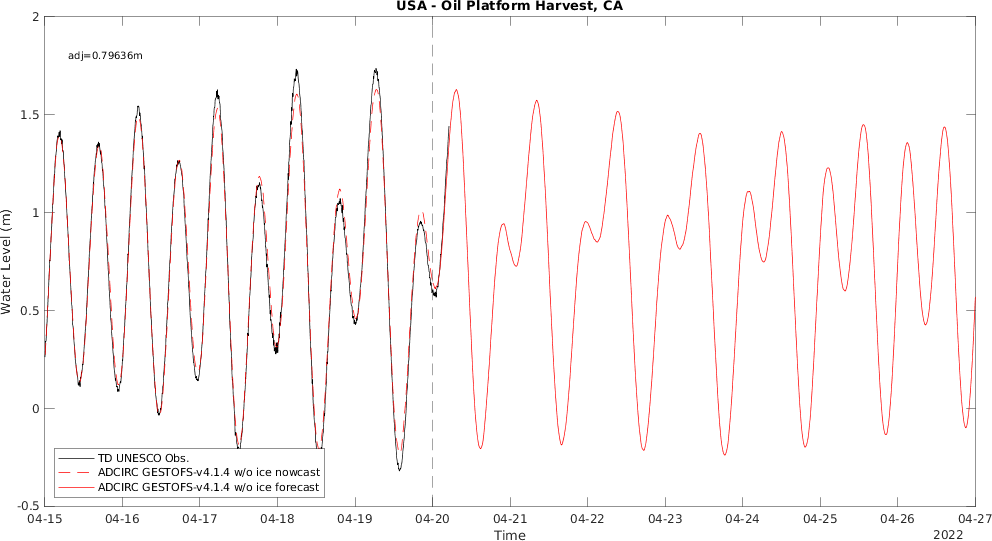 USA - Oil Platform Harvest, CA
adj=0.79636m
Water Level (m)
2
1.5
1
0.5
0
-0.5
TD UNESCO Obs.
ADCIRC GESTOFS-v4.1.4 w/o ice nowcast
ADCIRC GESTOFS-v4.1.4 w/o ice forecast
04-15 04-16 04-17 04-18 04-19 04-20 04-21 04-22 04-23 04-24 04-25 04-26 04-27
Time
2022